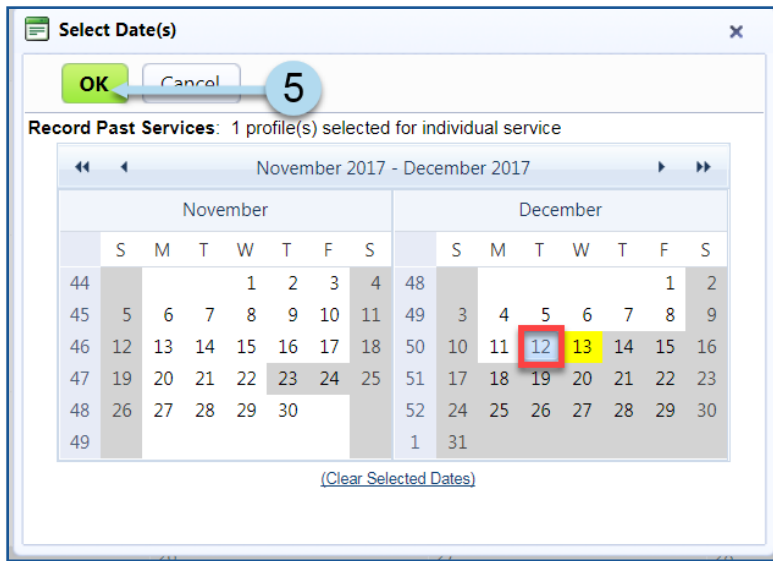 Select Date(s)
OK Cancel 5
Record Past Services: 1 profile(s) selected for individual service
November 2017 - December 2017
November December
S M T W T F S S M T W T F S
44 1 2 3 4 48 1 2
45 5 6 7 8 9 10 11 49 3 4 5 6 7 8 9
46 12 13 14 15 16 17 18 50 10 11 12 13 14 15 16
47 19 20 21 22 23 24 25 51 17 18 19 20 21 22 23
48 26 27 28 29 30 52 24 25 26 27 28 29 30
49 1 31
(Clear Selected Dates)